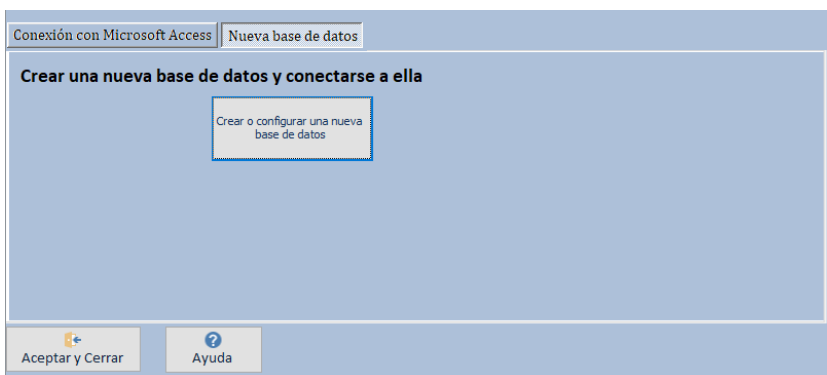 Conexión con Microsoft Access Nueva base de datos
Crear una nueva base de datos y conectarse a ella
Crear o configurar una nueva
base de datos
Aceptar y Cerrar Ayuda